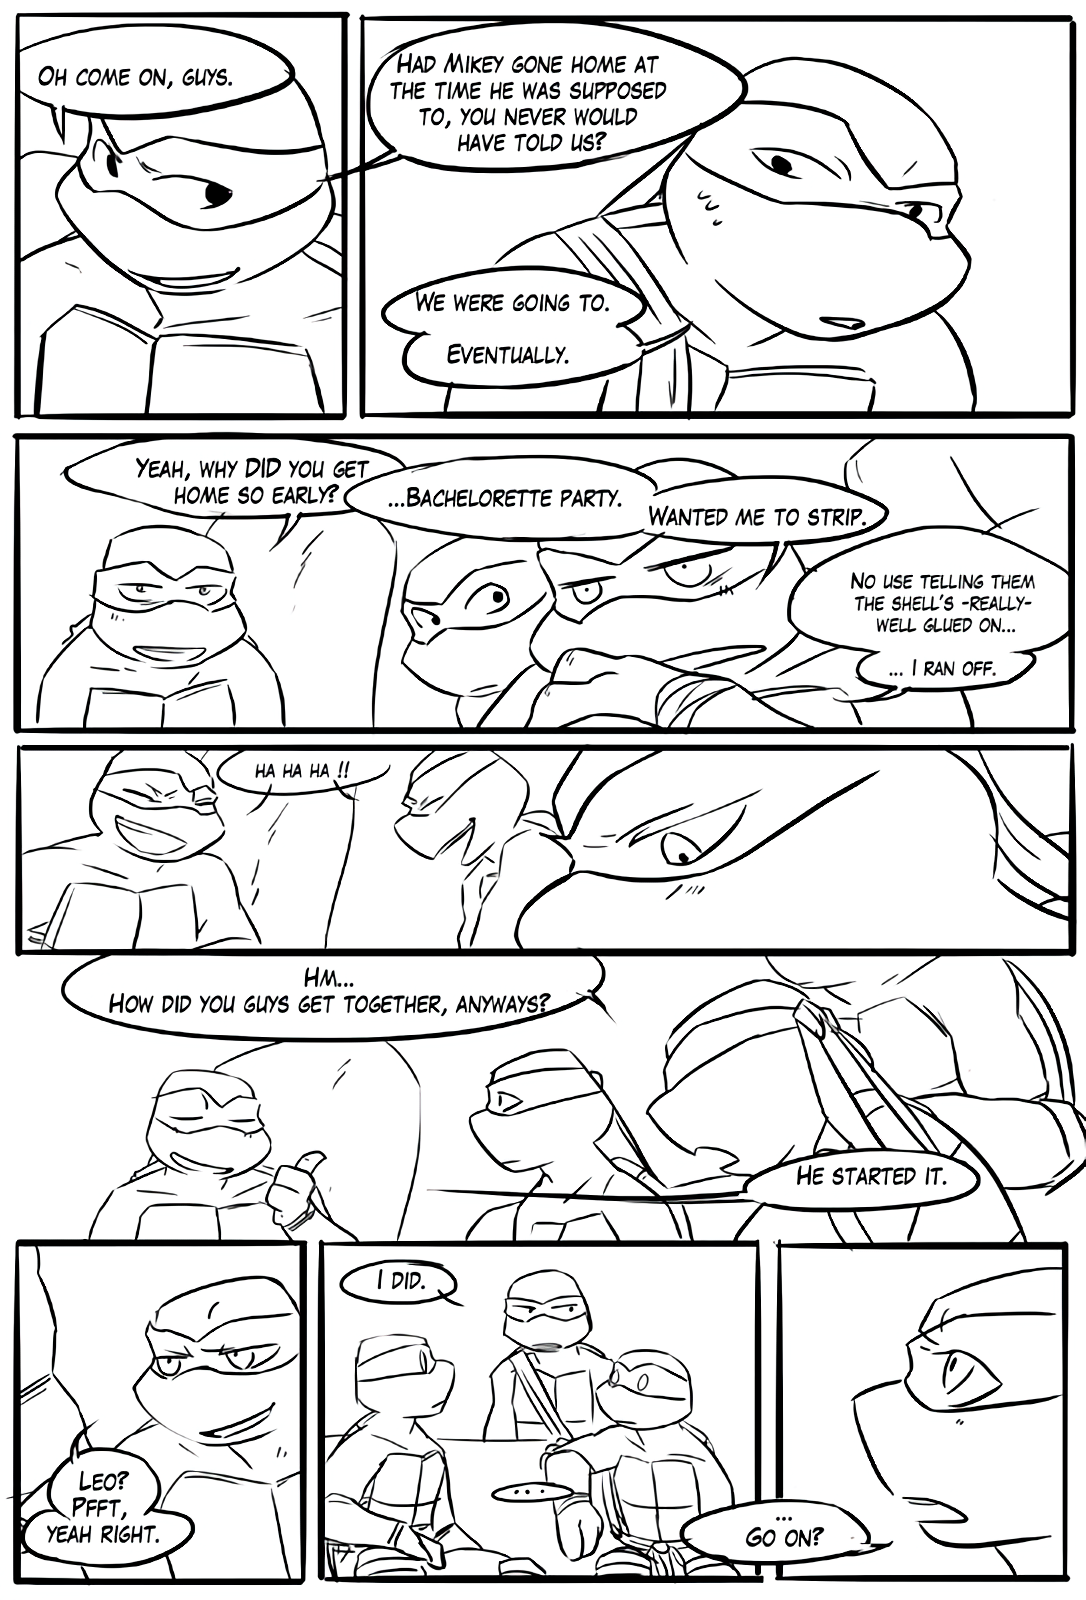 OH COME ON, GUYS.
HAD MIKEY GONE HOME AT
THE TIME HE WAS SUPPOSED
TO, YOU NEVER WOULD
HAVE TOLD US?
WE WERE GOING TO.
EVENTUALLY.
YEAH, WHY DID YOU GET
HOME SO EARLY?
...BACHELORETTE PARTY.
WANTED ME TO STRIP.
NO USE TELLING THEM
THE SHELL'S -REALLY-
WELL GLUED ON...
... I RAN OFF.
HA HA HA !!
HM...
HOW DID YOU GUYS GET TOGETHER, ANYWAYS?
HE STARTED IT.
LEO?
PFFT,
YEAH RIGHT.
I DID.
...
...
GO ON?